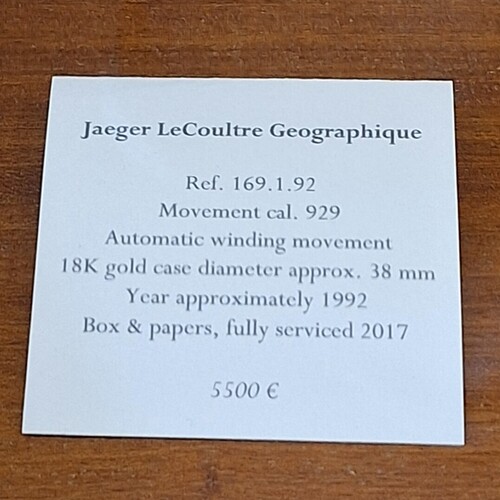 Jaeger LeCoultre Geographique
Ref. 169.1.92
Movement cal. 929
Automatic winding movement
18K gold case diameter approx. 38 mm
Year approximately 1992
Box & papers, fully serviced 2017
5500 €